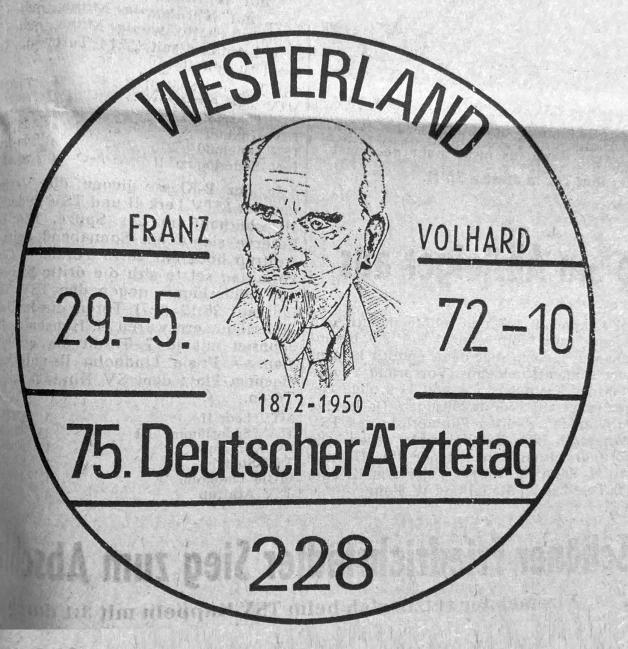 WESTERLAND
FRANZ VOLHARD
29.-5. 72-10
1872-1950
75. Deutscher Ärztetag
228